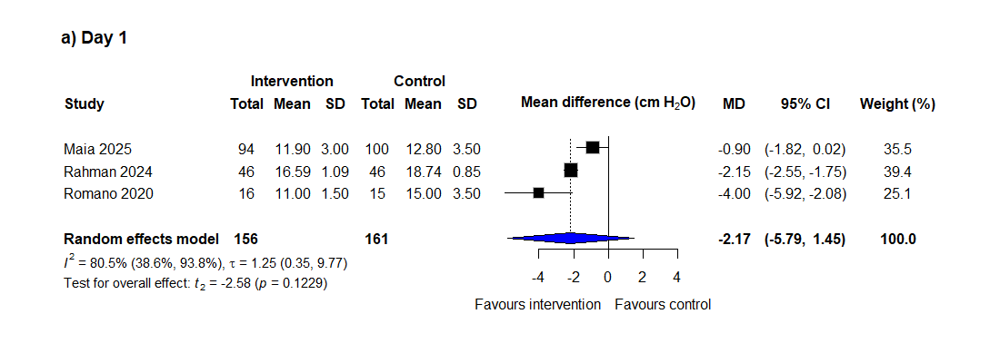 a) Day 1
Intervention Control
Study Total Mean SD Total Mean SD Mean difference (cm H₂O) MD 95% CI Weight (%)
Maia 2025 94 11.90 3.00 100 12.80 3.50 -0.90 (-1.82, 0.02) 35.5
Rahman 2024 46 16.59 1.09 46 18.74 0.85 -2.15 (-2.55, -1.75) 39.4
Romano 2020 16 11.00 1.50 15 15.00 3.50 -4.00 (-5.92, -2.08) 25.1
Random effects model 156 161 -2.17 (-5.79, 1.45) 100.0
I² = 80.5% (38.6%, 93.8%), τ = 1.25 (0.35, 9.77)
Test for overall effect: t₂ = -2.58 (p = 0.1229)
-4 -2 0 2 4
Favours intervention Favours control